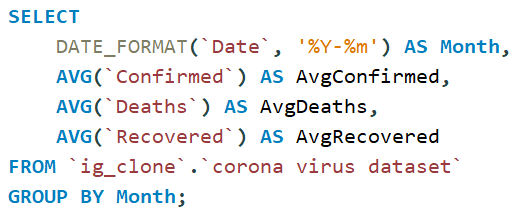 SELECT
DATE_FORMAT(`Date`, '%Y-%m') AS Month,
AVG(`Confirmed`) AS AvgConfirmed,
AVG(`Deaths`) AS AvgDeaths,
AVG(`Recovered`) AS AvgRecovered
FROM `ig_clone`.`corona virus dataset`
GROUP BY Month;